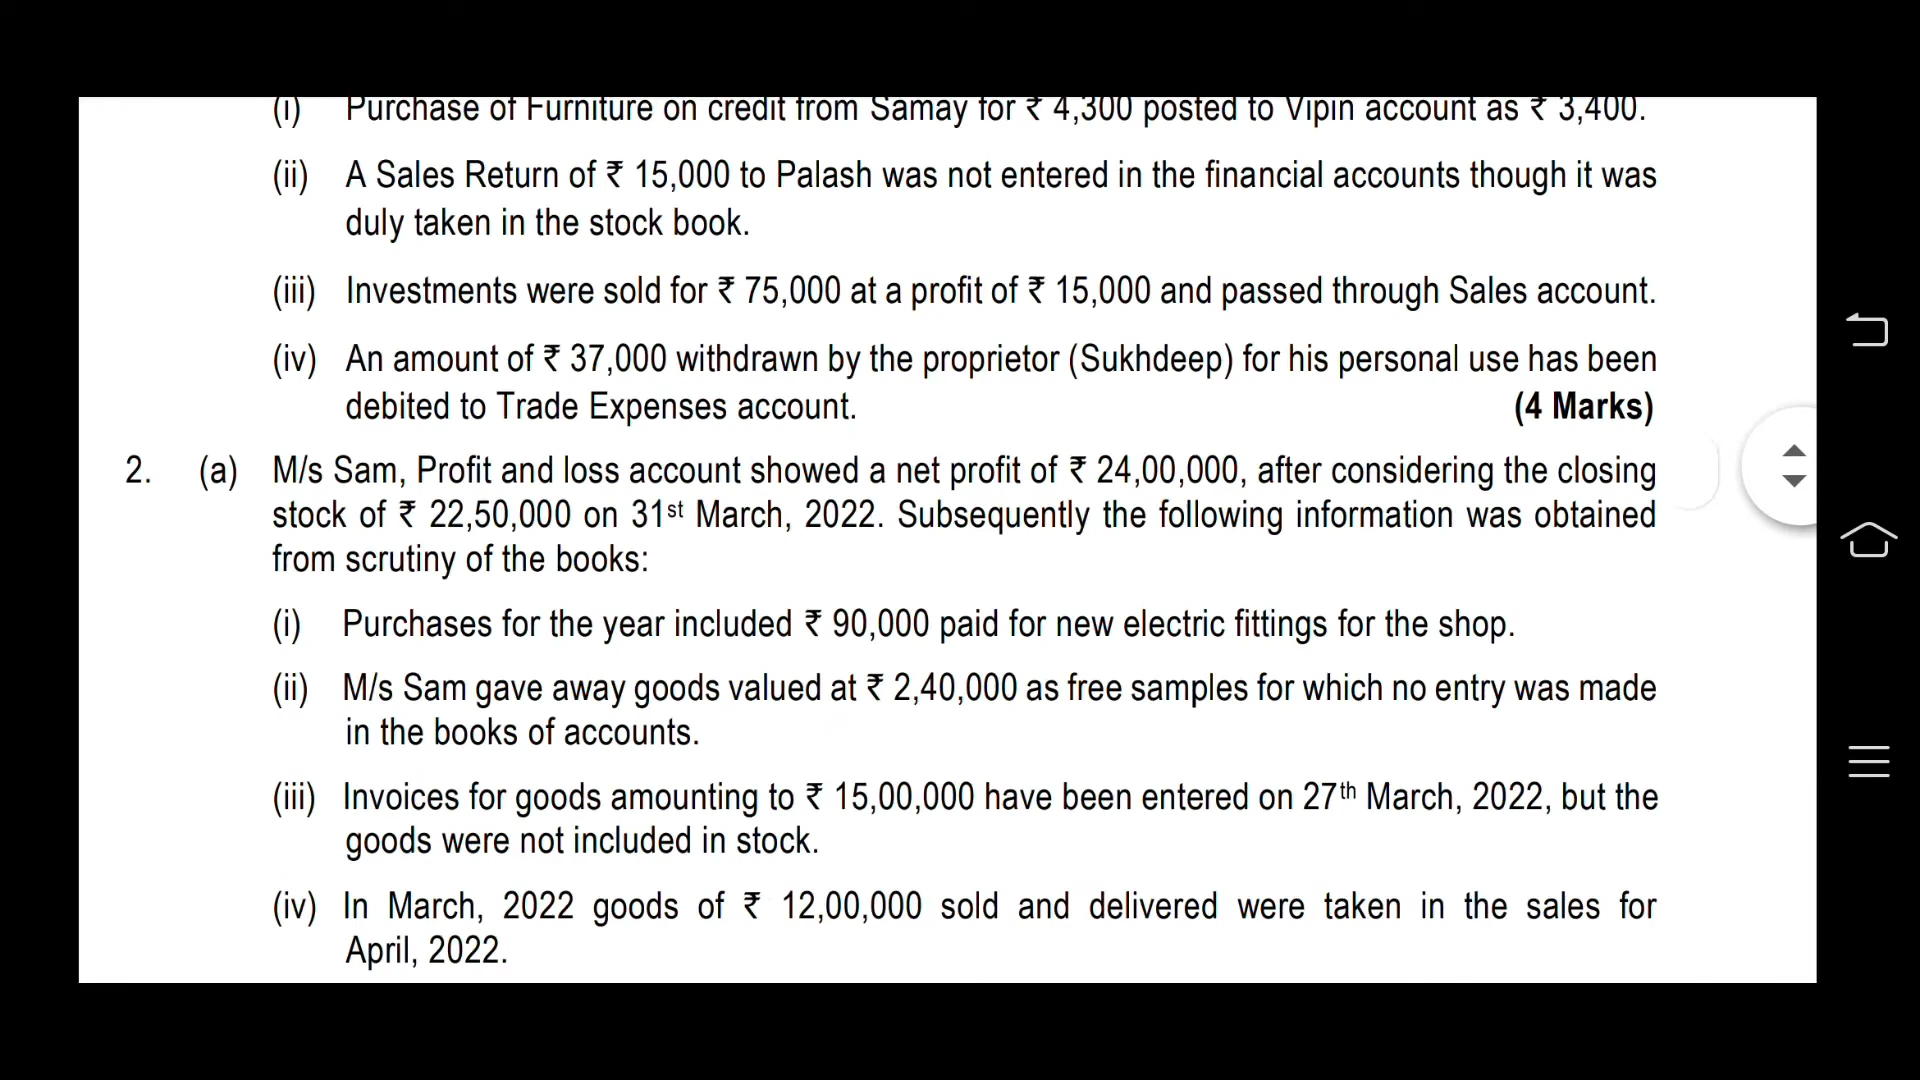 (i) Purchase of Furniture on credit from Samay for ₹ 4,300 posted to Vipin account as ₹ 3,400.
(ii) A Sales Return of ₹ 15,000 to Palash was not entered in the financial accounts though it was
duly taken in the stock book.
(iii) Investments were sold for ₹ 75,000 at a profit of ₹ 15,000 and passed through Sales account.
(iv) An amount of ₹ 37,000 withdrawn by the proprietor (Sukhdeep) for his personal use has been
debited to Trade Expenses account. (4 Marks)
2. (a) M/s Sam, Profit and loss account showed a net profit of ₹ 24,00,000, after considering the closing
stock of ₹ 22,50,000 on 31st March, 2022. Subsequently the following information was obtained
from scrutiny of the books:
(i) Purchases for the year included ₹ 90,000 paid for new electric fittings for the shop.
(ii) M/s Sam gave away goods valued at ₹ 2,40,000 as free samples for which no entry was made
in the books of accounts.
(iii) Invoices for goods amounting to ₹ 15,00,000 have been entered on 27th March, 2022, but the
goods were not included in stock.
(iv) In March, 2022 goods of ₹ 12,00,000 sold and delivered were taken in the sales for
April, 2022.